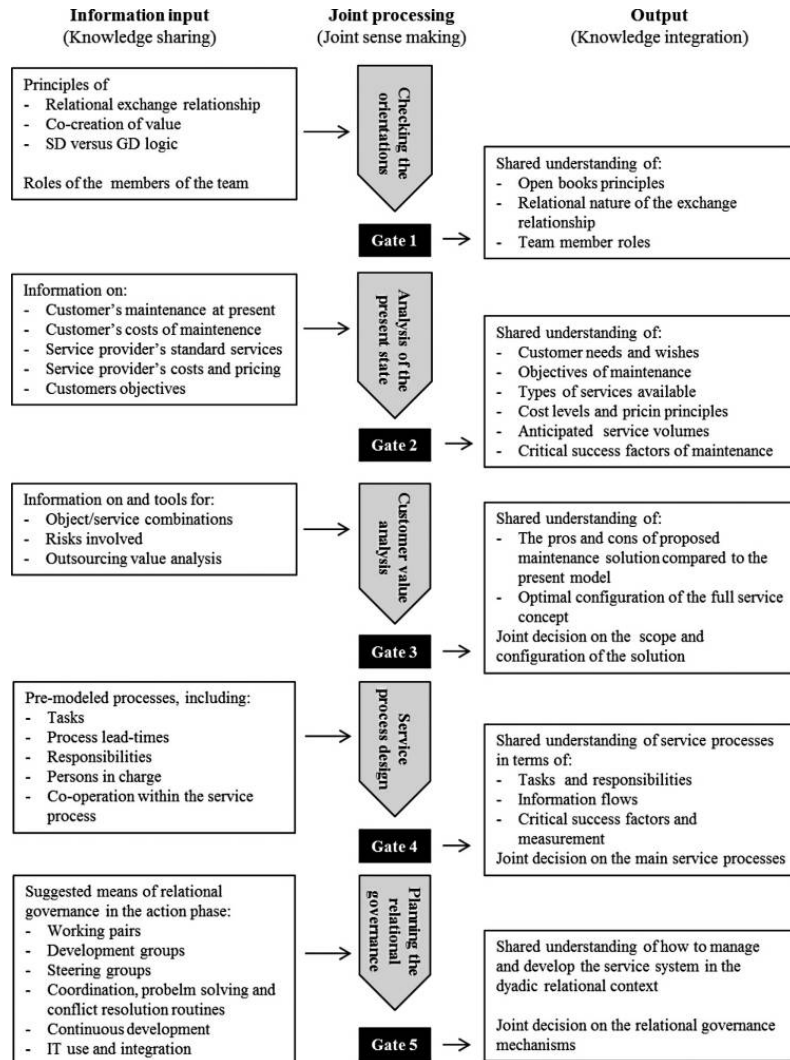 Information input
(Knowledge sharing)
Joint processing
(Joint sense making)
Output
(Knowledge integration)
Principles of
- Relational exchange relationship
- Co-creation of value
- SD versus GD logic
Roles of the members of the team
Checking the
orientations
Gate 1
Shared understanding of:
- Open books principles
- Relational nature of the exchange
relationship
- Team member roles
Information on:
- Customer's maintenance at present
- Customer's costs of maintenence
- Service provider's standard services
- Service provider's costs and pricing
- Customers objectives
Analysis of the
present state
Gate 2
Shared understanding of:
- Customer needs and wishes
- Objectives of maintenance
- Types of services available
- Cost levels and pricin principles
- Anticipated service volumes
- Critical success factors of maintenance
Information on and tools for:
- Object/service combinations
- Risks involved
- Outsourcing value analysis
Customer value
analysis
Gate 3
Shared understanding of:
- The pros and cons of proposed
maintenance solution compared to the
present model
- Optimal configuration of the full service
concept
Joint decision on the scope and
configuration of the solution
Pre-modeled processes, including:
- Tasks
- Process lead-times
- Responsibilities
- Persons in charge
- Co-operation within the service
process
Service
process design
Gate 4
Shared understanding of service processes
in terms of:
- Tasks and responsibilities
- Information flows
- Critical success factors and
measurement
Joint decision on the main service processes
Suggested means of relational
governance in the action phase:
- Working pairs
- Development groups
- Steering groups
- Coordination, probelm solving and
conflict resolution routines
- Continuous development
- IT use and integration
Planning the
relational
governance
Gate 5
Shared understanding of how to manage
and develop the service system in the
dyadic relational context
Joint decision on the relational governance
mechanisms